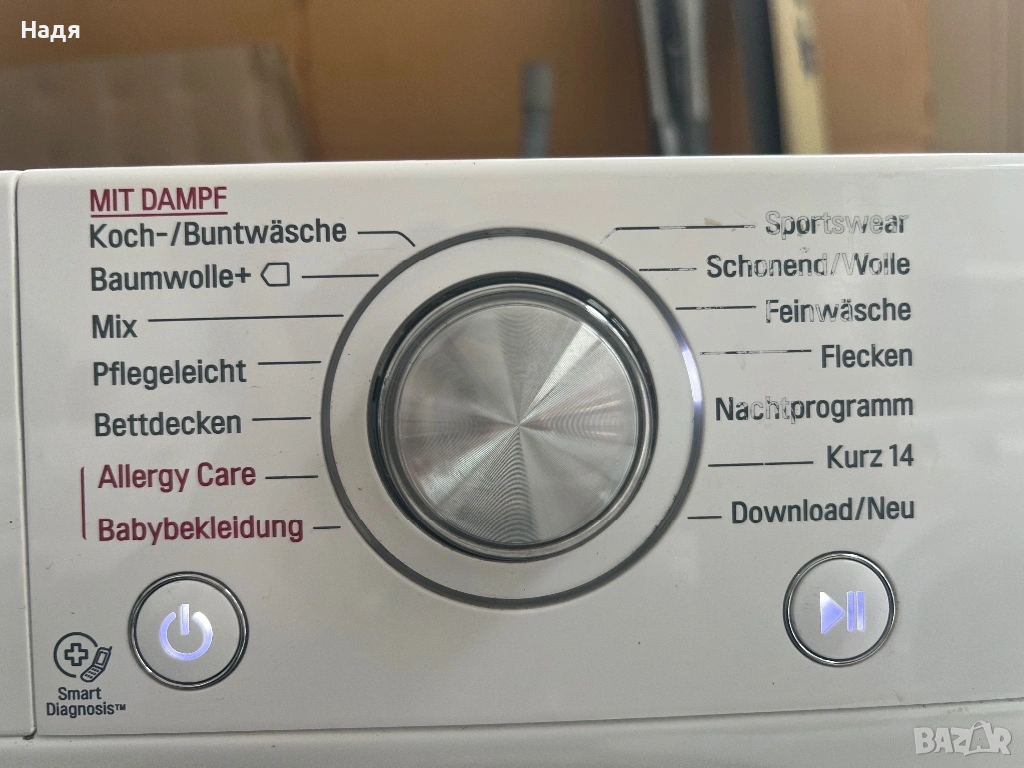 Надя
MIT DAMPF
Koch-/Buntwäsche
Baumwolle+
Mix
Pflegeleicht
Bettdecken
Allergy Care
Babybekleidung
Sportswear
Schonend/Wolle
Feinwäsche
Flecken
Nachtprogramm
Kurz 14
Download/Neu
Smart
Diagnosis™
BAZAR